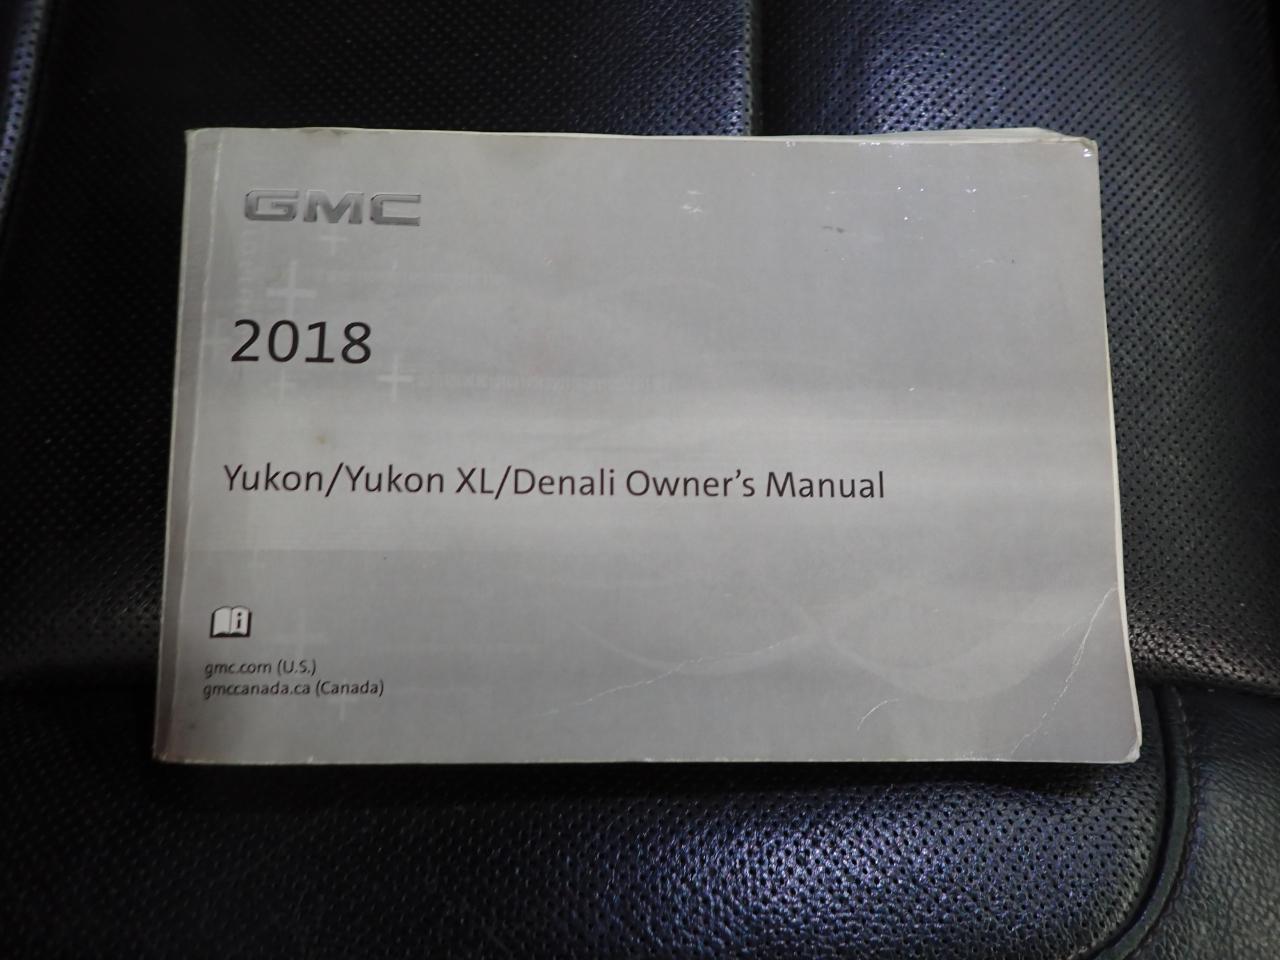 GMC
2018
Yukon/Yukon XL/Denali Owner's Manual
gmc.com (U.S.)
gmccanada.ca (Canada)